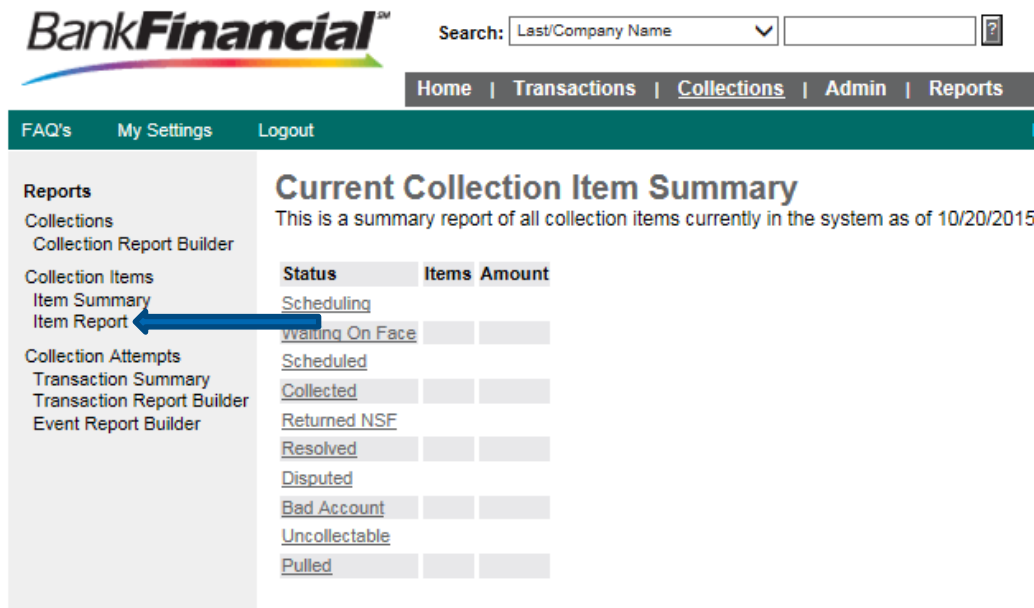 BankFinancial℠
Search: Last/Company Name ?
Home | Transactions | Collections | Admin | Reports
FAQ's My Settings Logout
Reports
Collections
Collection Report Builder
Collection Items
Item Summary
Item Report
Collection Attempts
Transaction Summary
Transaction Report Builder
Event Report Builder
Current Collection Item Summary
This is a summary report of all collection items currently in the system as of 10/20/2015
Status Items Amount
Scheduling
Waiting On Face
Scheduled
Collected
Returned NSF
Resolved
Disputed
Bad Account
Uncollectable
Pulled